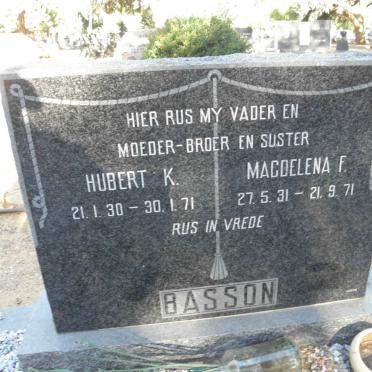 HIER RUS MY VADER EN
MOEDER-BROER EN SUSTER
HUBERT K. MAGDELENA F.
21.1.30 - 30.1.71 27.5.31 - 21.9.71
RUS IN VREDE
BASSON